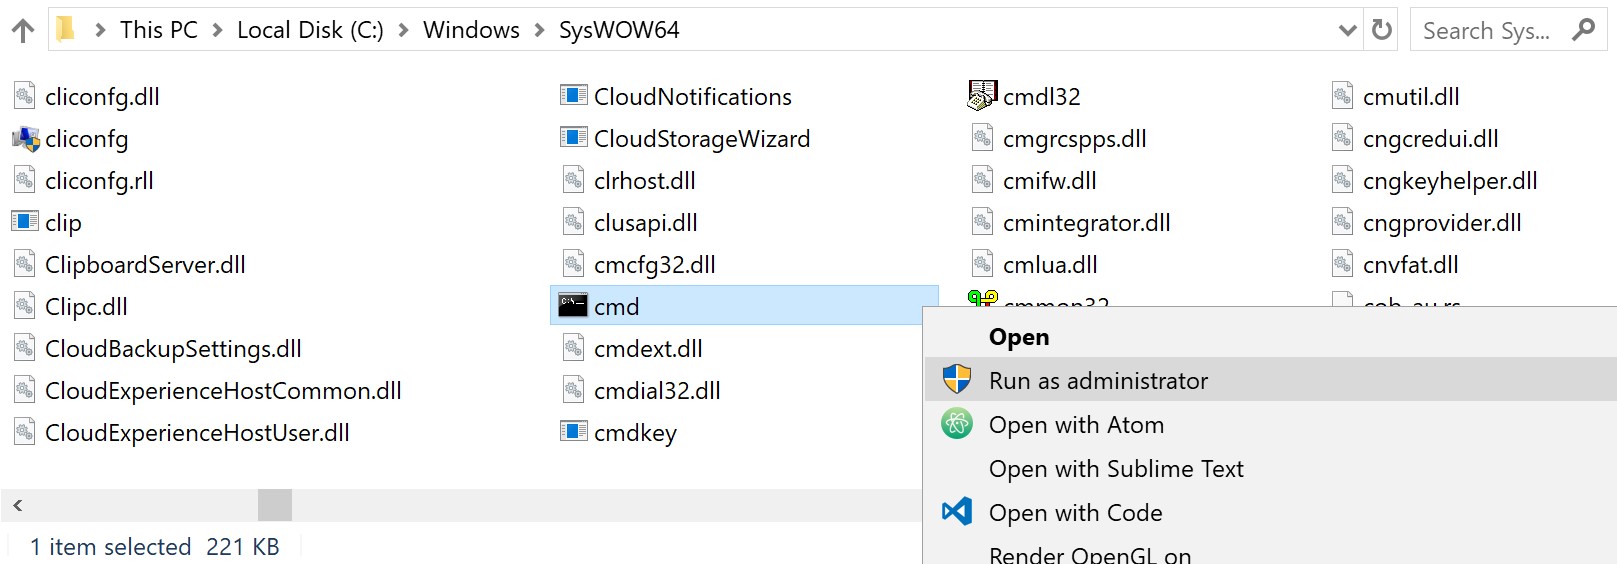 This PC
Local Disk (C:)
Windows
SysWOW64
Search Sys...
cliconfg.dll
cliconfg
cliconfg.rll
clip
ClipboardServer.dll
Clipc.dll
CloudBackupSettings.dll
CloudExperienceHostCommon.dll
CloudExperienceHostUser.dll
CloudNotifications
CloudStorageWizard
clrhost.dll
clusapi.dll
cmcfg32.dll
cmd
cmdext.dll
cmdial32.dll
cmdkey
cmdl32
cmgrcspps.dll
cmifw.dll
cmintegrator.dll
cmlua.dll
cmmon32
cmutil.dll
cngcredui.dll
cngkeyhelper.dll
cngprovider.dll
cnvfat.dll
cob-au.rs
Open
Run as administrator
Open with Atom
Open with Sublime Text
Open with Code
Render OpenGL on
1 item selected 221 KB